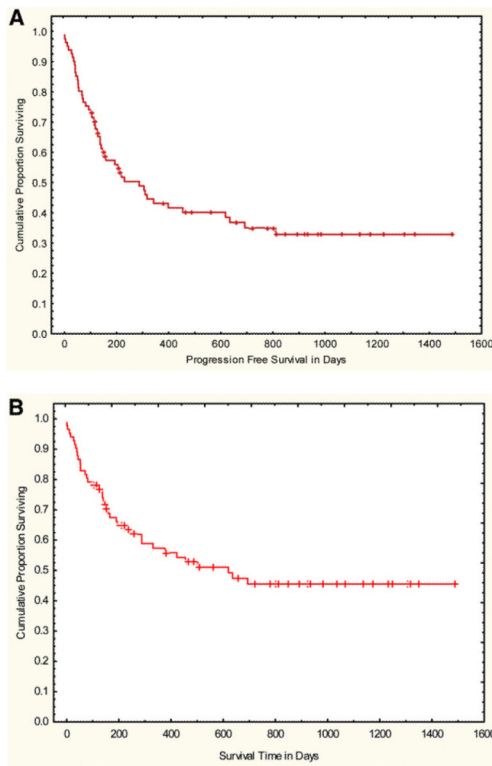 A
1.0
0.9
0.8
0.7
0.6
0.5
0.4
0.3
0.2
0.1
0.0
Cumulative Proportion Surviving
0 200 400 600 800 1000 1200 1400 1600
Progression Free Survival in Days
B
1.0
0.9
0.8
0.7
0.6
0.5
0.4
0.3
0.2
0.1
0.0
Cumulative Proportion Surviving
0 200 400 600 800 1000 1200 1400 1600
Survival Time in Days